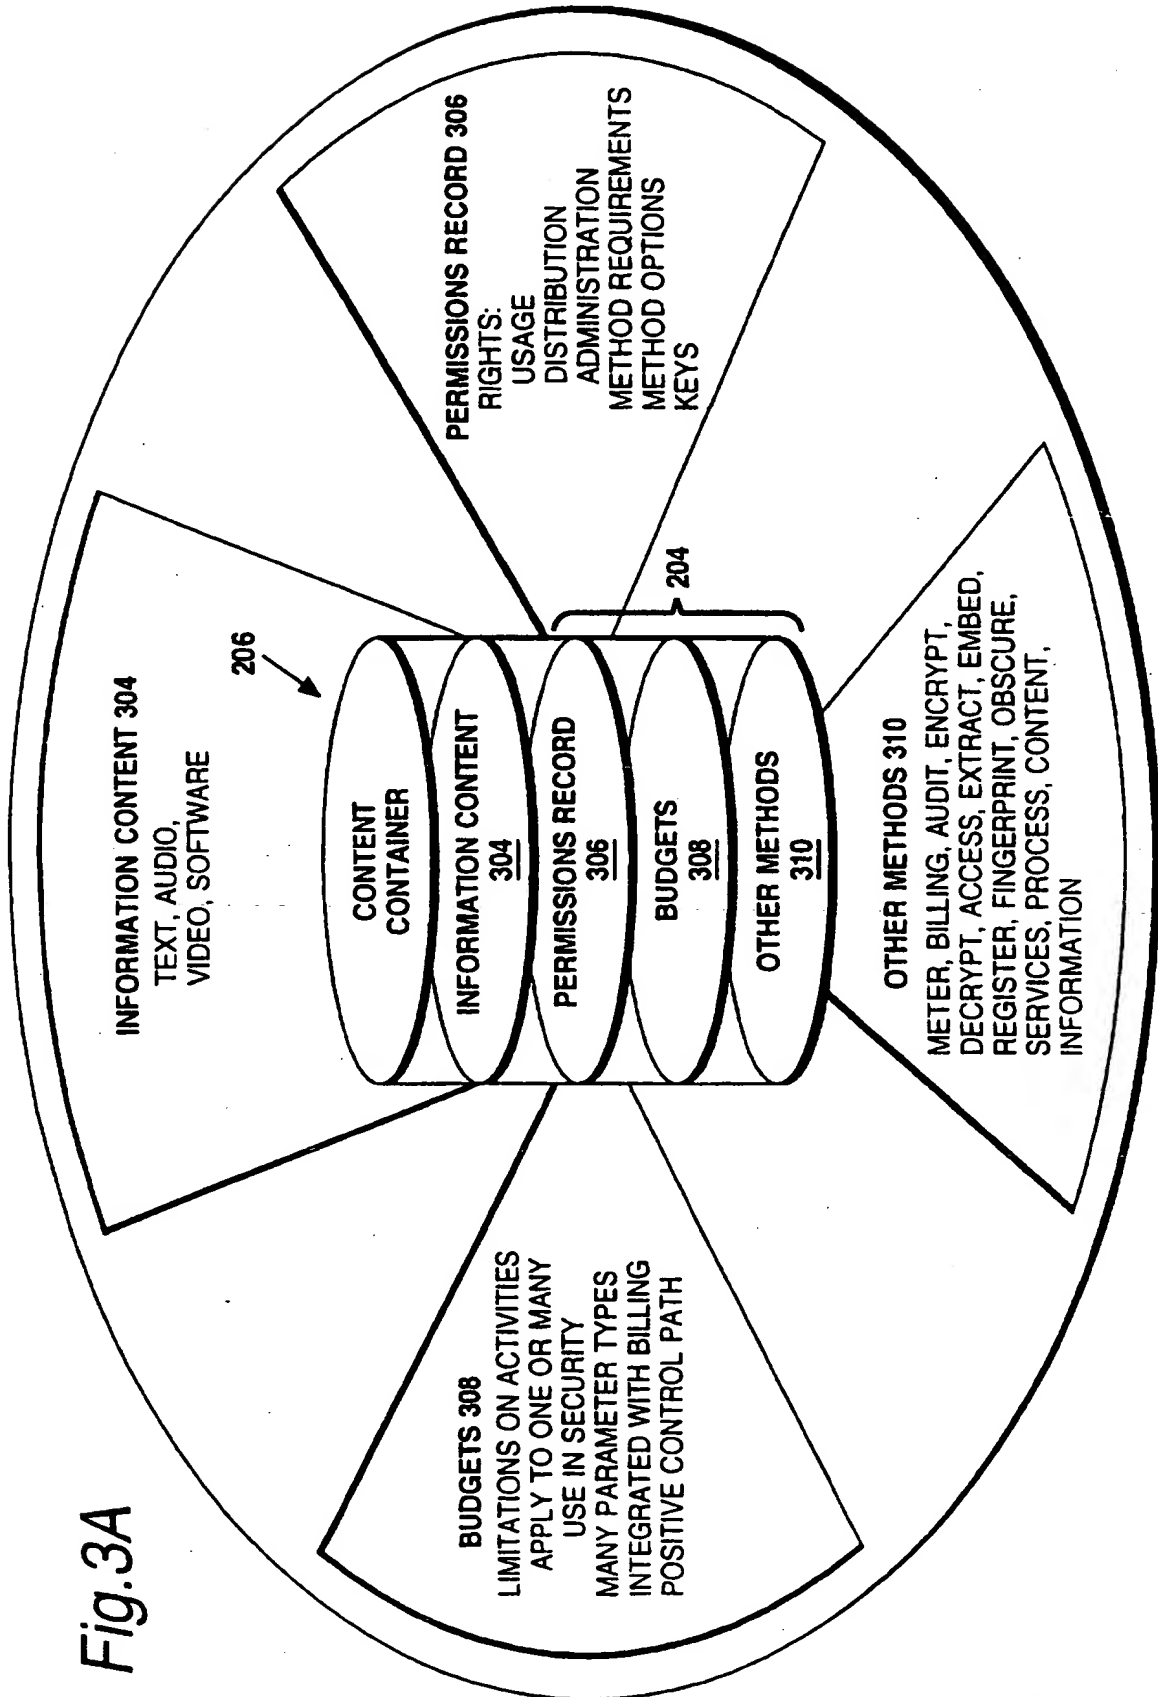 Fig.3A
INFORMATION CONTENT 304
TEXT, AUDIO,
VIDEO, SOFTWARE
206
BUDGETS 308
LIMITATIONS ON ACTIVITIES
APPLY TO ONE OR MANY
USE IN SECURITY
MANY PARAMETER TYPES
INTEGRATED WITH BILLING
POSITIVE CONTROL PATH
CONTENT
CONTAINER
INFORMATION CONTENT
304
PERMISSIONS RECORD
306
BUDGETS
308
OTHER METHODS
310
204
PERMISSIONS RECORD 306
RIGHTS:
USAGE
DISTRIBUTION
ADMINISTRATION
METHOD REQUIREMENTS
METHOD OPTIONS
KEYS
OTHER METHODS 310
METER, BILLING, AUDIT, ENCRYPT,
DECRYPT, ACCESS, EXTRACT, EMBED,
REGISTER, FINGERPRINT, OBSCURE,
SERVICES, PROCESS, CONTENT,
INFORMATION